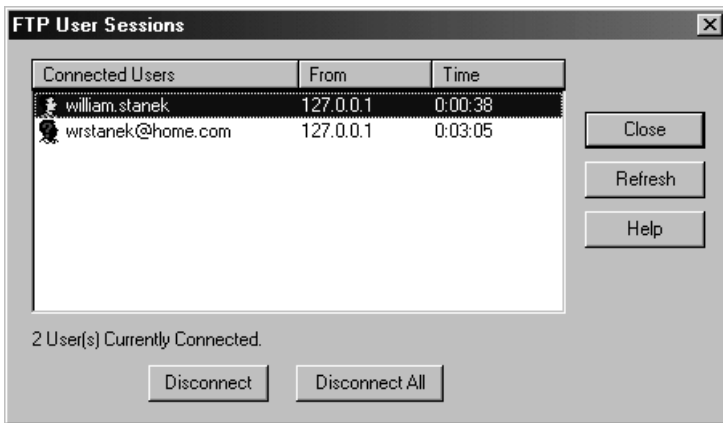 FTP User Sessions
Connected Users From Time
william.stanek 127.0.0.1 0:00:38
wrstanek@home.com 127.0.0.1 0:03:05
Close
Refresh
Help
2 User(s) Currently Connected.
Disconnect Disconnect All